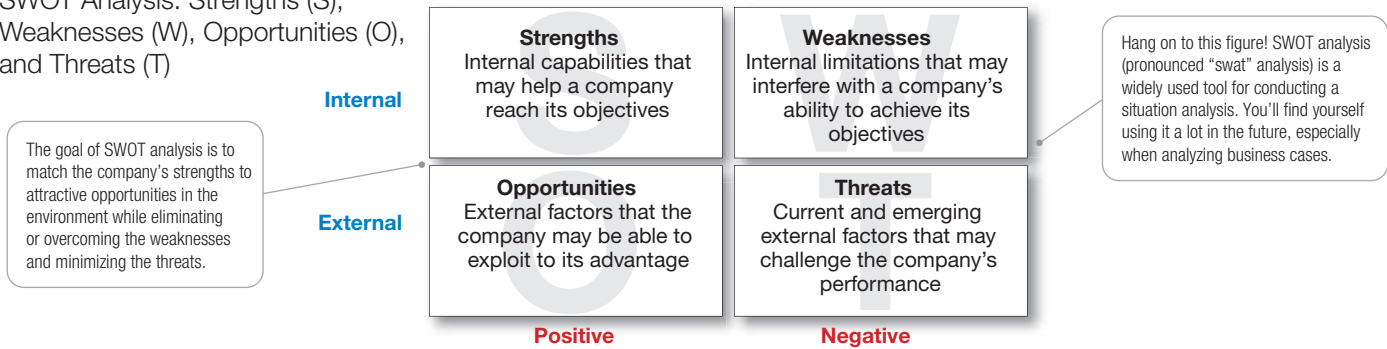 SWOT Analysis: Strengths (S),
Weaknesses (W), Opportunities (O),
and Threats (T)
Internal
External
The goal of SWOT analysis is to
match the company's strengths to
attractive opportunities in the
environment while eliminating
or overcoming the weaknesses
and minimizing the threats.
S
Strengths
Internal capabilities that
may help a company
reach its objectives
W
Weaknesses
Internal limitations that may
interfere with a company's
ability to achieve its
objectives
O
Opportunities
External factors that the
company may be able to
exploit to its advantage
T
Threats
Current and emerging
external factors that may
challenge the company's
performance
Positive
Negative
Hang on to this figure! SWOT analysis
(pronounced “swat” analysis) is a
widely used tool for conducting a
situation analysis. You'll find yourself
using it a lot in the future, especially
when analyzing business cases.